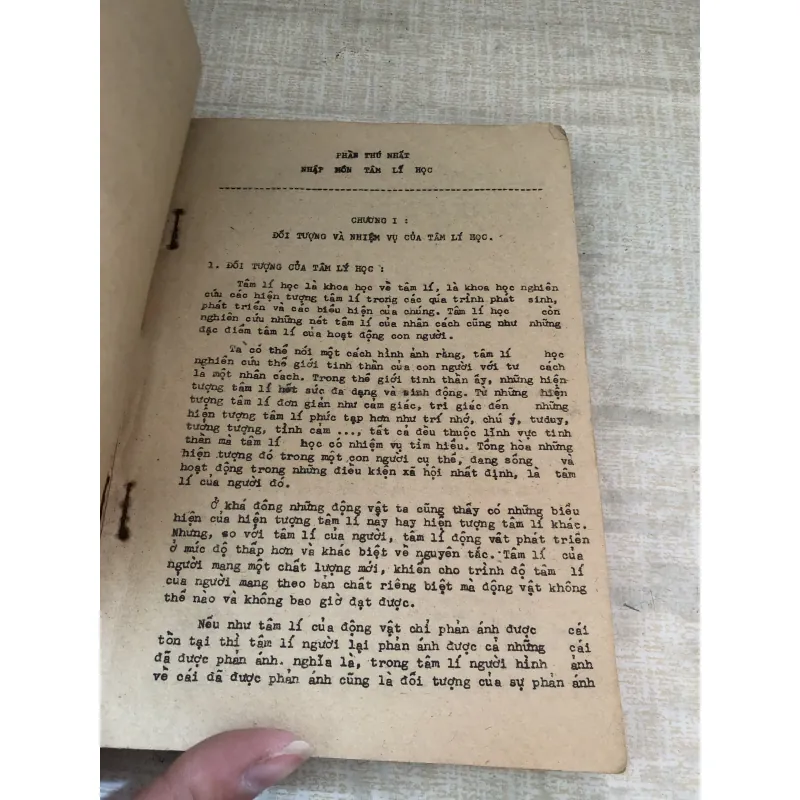 PHẦN THỨ NHẤT
NHẬP MÔN TÂM LÍ HỌC
CHƯƠNG I :
ĐỐI TƯỢNG VÀ NHIỆM VỤ CỦA TÂM LÍ HỌC.
1. ĐỐI TƯỢNG CỦA TÂM LÝ HỌC :
Tâm lí học là khoa học về tâm lí, là khoa học nghiên
cứu các hiện tượng tâm lí trong các qúa trình phát sinh,
phát triển và các biểu hiện của chúng. Tâm lí học còn
nghiên cứu những nét tâm lí của nhân cách cũng như những
đặc điểm tâm lí của hoạt động con người.
Ta có thể nói một cách hình ảnh rằng, tâm lí học
nghiên cứu thế giới tinh thần của con người với tư cách
là một nhân cách. Trong thế giới tinh thần ấy, những hiện
tượng tâm lí hết sức đa dạng và sinh động. Từ những hiện
tượng tâm lí đơn giản như cảm giác, tri giác đến những
hiện tượng tâm lí phức tạp hơn như trí nhớ, chú ý, tư duy,
tưởng tượng, tình cảm ..., tất cả đều thuộc lĩnh vực tinh
thần mà tâm lí học có nhiệm vụ tìm hiểu. Tổng hòa những
hiện tượng đó trong một con người cụ thể, đang sống và
hoạt động trong những điều kiện xã hội nhất định, là tâm
lí của người đó.
Ở khá đông những động vật ta cũng thấy có những biểu
hiện của hiện tượng tâm lí này hay hiện tượng tâm lí khác.
Nhưng, so với tâm lí của người, tâm lí động vật phát triển
ở mức độ thấp hơn và khác biệt về nguyên tắc. Tâm lí của
người mang một chất lượng mới, khiến cho trình độ tâm lí
của người mang theo bản chất riêng biệt mà động vật không
thể nào và không bao giờ đạt được.
Nếu như tâm lí của động vật chỉ phản ánh được cái
tồn tại thì tâm lí người lại phản ánh được cả những cái
đã được phản ánh. nghĩa là, trong tâm lí người hình ảnh
về cái đã được phản ánh cũng là đối tượng của sự phản ánh